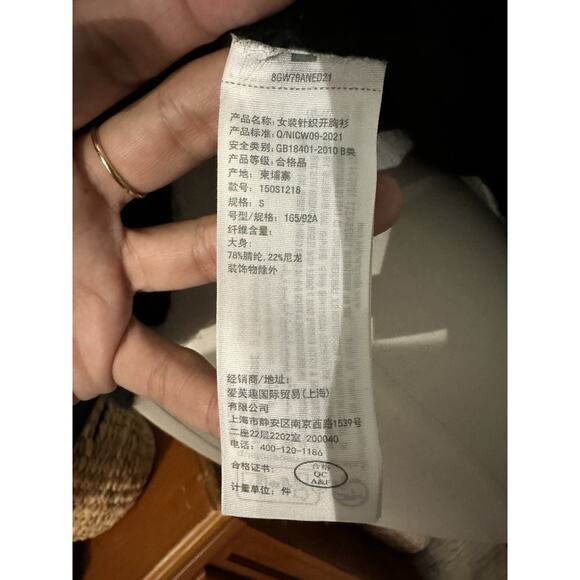 8GW79ANED21
产品名称: 女装针织开胸衫
产品标准: Q/NICW09-2021
安全类别: GB18401-2010 B类
产品等级: 合格品
产地: 柬埔寨
款号: 150S1218
规格: S
号型/规格: 165/92A
纤维含量:
大身:
78%腈纶, 22%尼龙
装饰物除外
经销商/地址:
爱芙趣国际贸易(上海)
有限公司
上海市静安区南京西路1539号
二座22层2202室 200040
电话: 400-120-1186
合格证书: 合格
QC
A&F
计量单位: 件